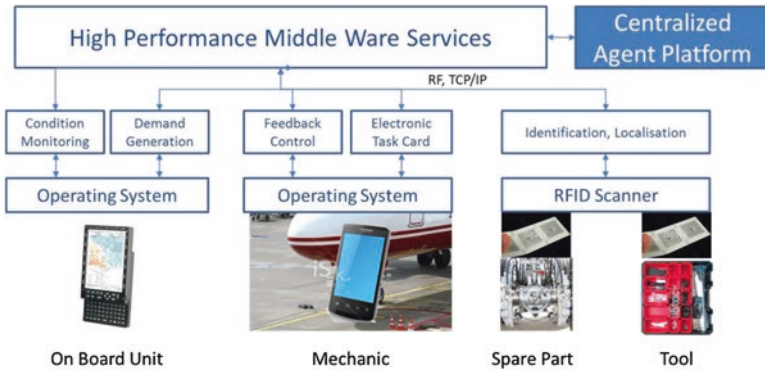 High Performance Middle Ware Services
Centralized
Agent Platform
RF, TCP/IP
Condition
Monitoring
Demand
Generation
Feedback
Control
Electronic
Task Card
Identification, Localisation
Operating System
Operating System
RFID Scanner
On Board Unit
Mechanic
Spare Part
Tool